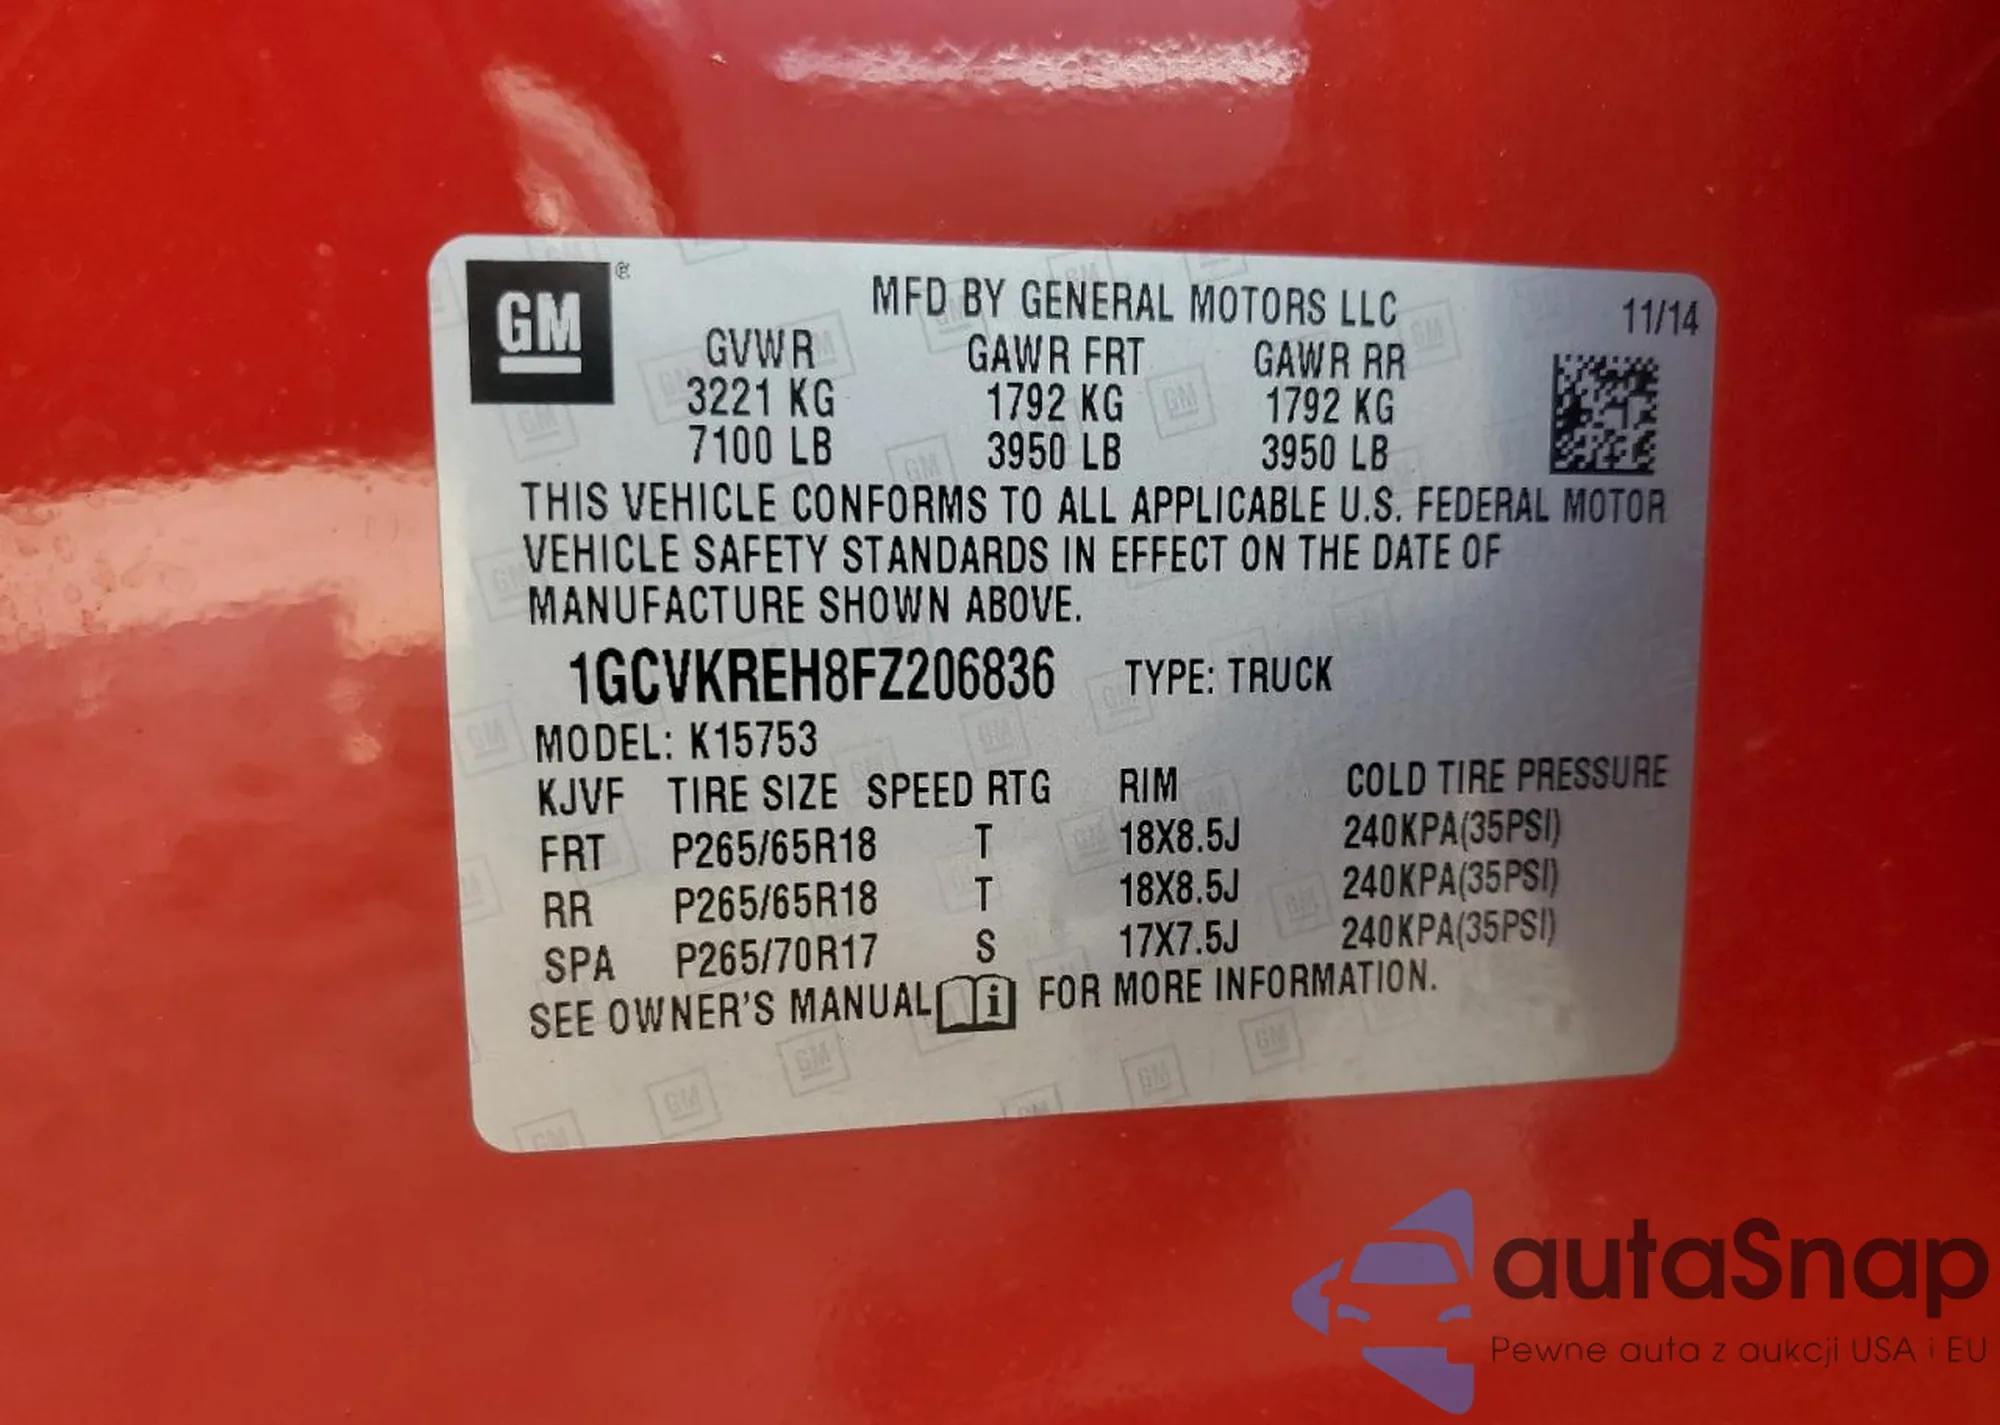 GM
MFD BY GENERAL MOTORS LLC 11/14
GVWR GAWR FRT GAWR RR
3221 KG 1792 KG 1792 KG
7100 LB 3950 LB 3950 LB
THIS VEHICLE CONFORMS TO ALL APPLICABLE U.S. FEDERAL MOTOR
VEHICLE SAFETY STANDARDS IN EFFECT ON THE DATE OF
MANUFACTURE SHOWN ABOVE.
1GCVKREH8FZ206836 TYPE: TRUCK
MODEL: K15753
KJVF TIRE SIZE SPEED RTG RIM COLD TIRE PRESSURE
FRT P265/65R18 T 18X8.5J 240KPA(35PSI)
RR P265/65R18 T 18X8.5J 240KPA(35PSI)
SPA P265/70R17 S 17X7.5J 240KPA(35PSI)
SEE OWNER'S MANUAL i FOR MORE INFORMATION.
autaSnap
Pewne auta z aukcji USA i EU